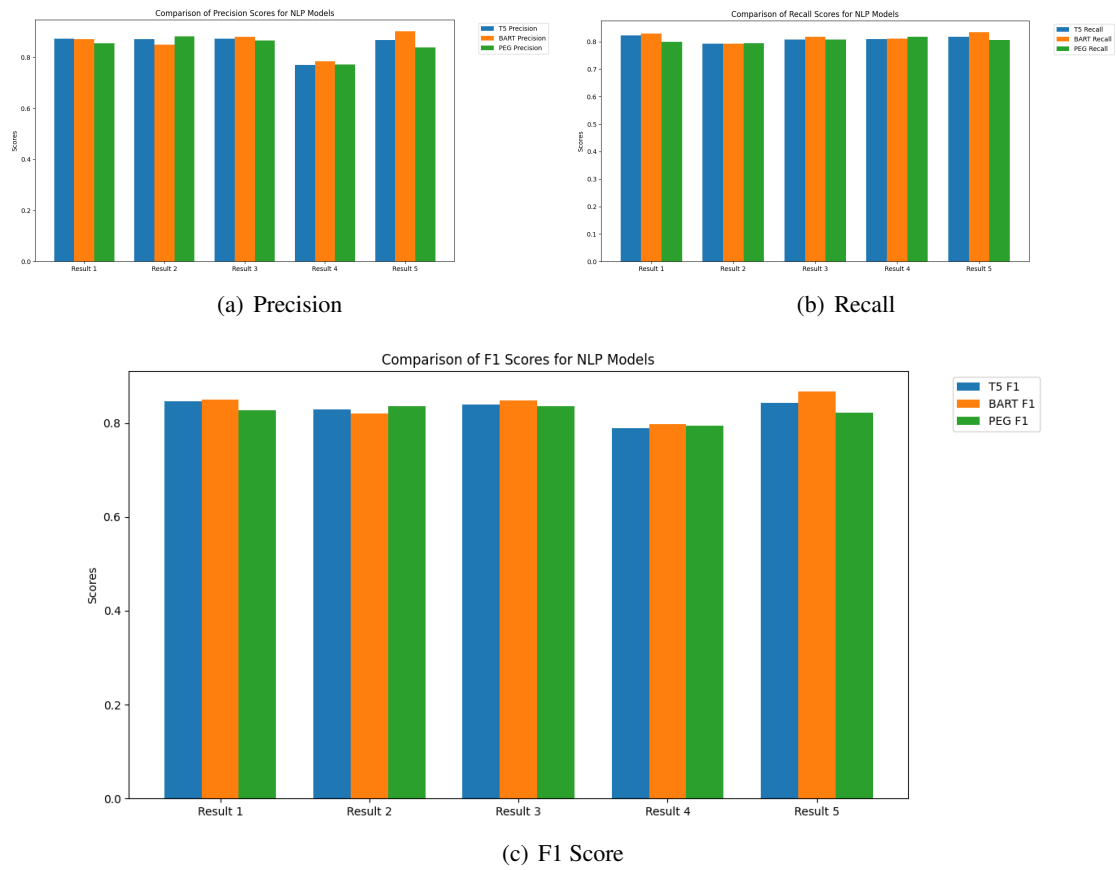 Comparison of Precision Scores for NLP Models
T5 Precision
BART Precision
PEG Precision
0.8
0.6
0.4
0.2
0.0
Scores
Result 1 Result 2 Result 3 Result 4 Result 5
(a) Precision
Comparison of Recall Scores for NLP Models
T5 Recall
BART Recall
PEG Recall
0.8
0.7
0.6
0.5
0.4
0.3
0.2
0.1
0.0
Scores
Result 1 Result 2 Result 3 Result 4 Result 5
(b) Recall
Comparison of F1 Scores for NLP Models
T5 F1
BART F1
PEG F1
0.8
0.6
0.4
0.2
0.0
Scores
Result 1 Result 2 Result 3 Result 4 Result 5
(c) F1 Score